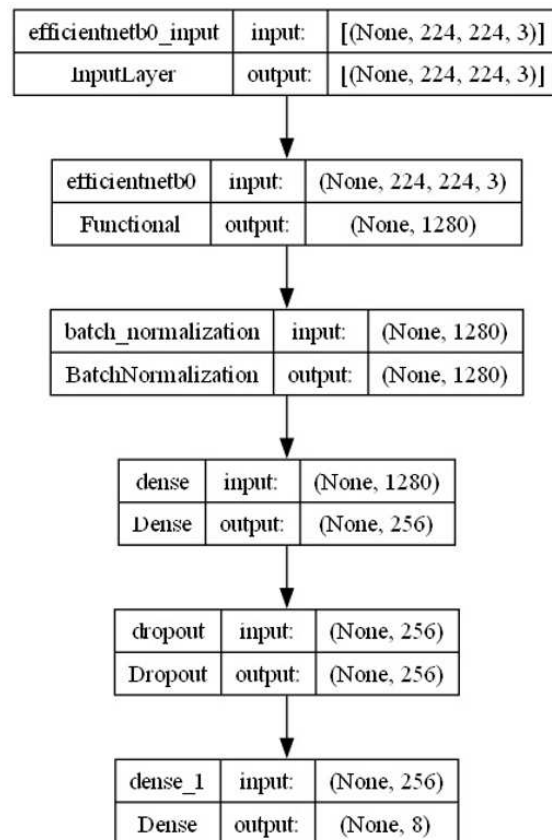 efficientnetb0_input input: [(None, 224, 224, 3)]
InputLayer output: [(None, 224, 224, 3)]
efficientnetb0 input: (None, 224, 224, 3)
Functional output: (None, 1280)
batch_normalization input: (None, 1280)
BatchNormalization output: (None, 1280)
dense input: (None, 1280)
Dense output: (None, 256)
dropout input: (None, 256)
Dropout output: (None, 256)
dense_1 input: (None, 256)
Dense output: (None, 8)